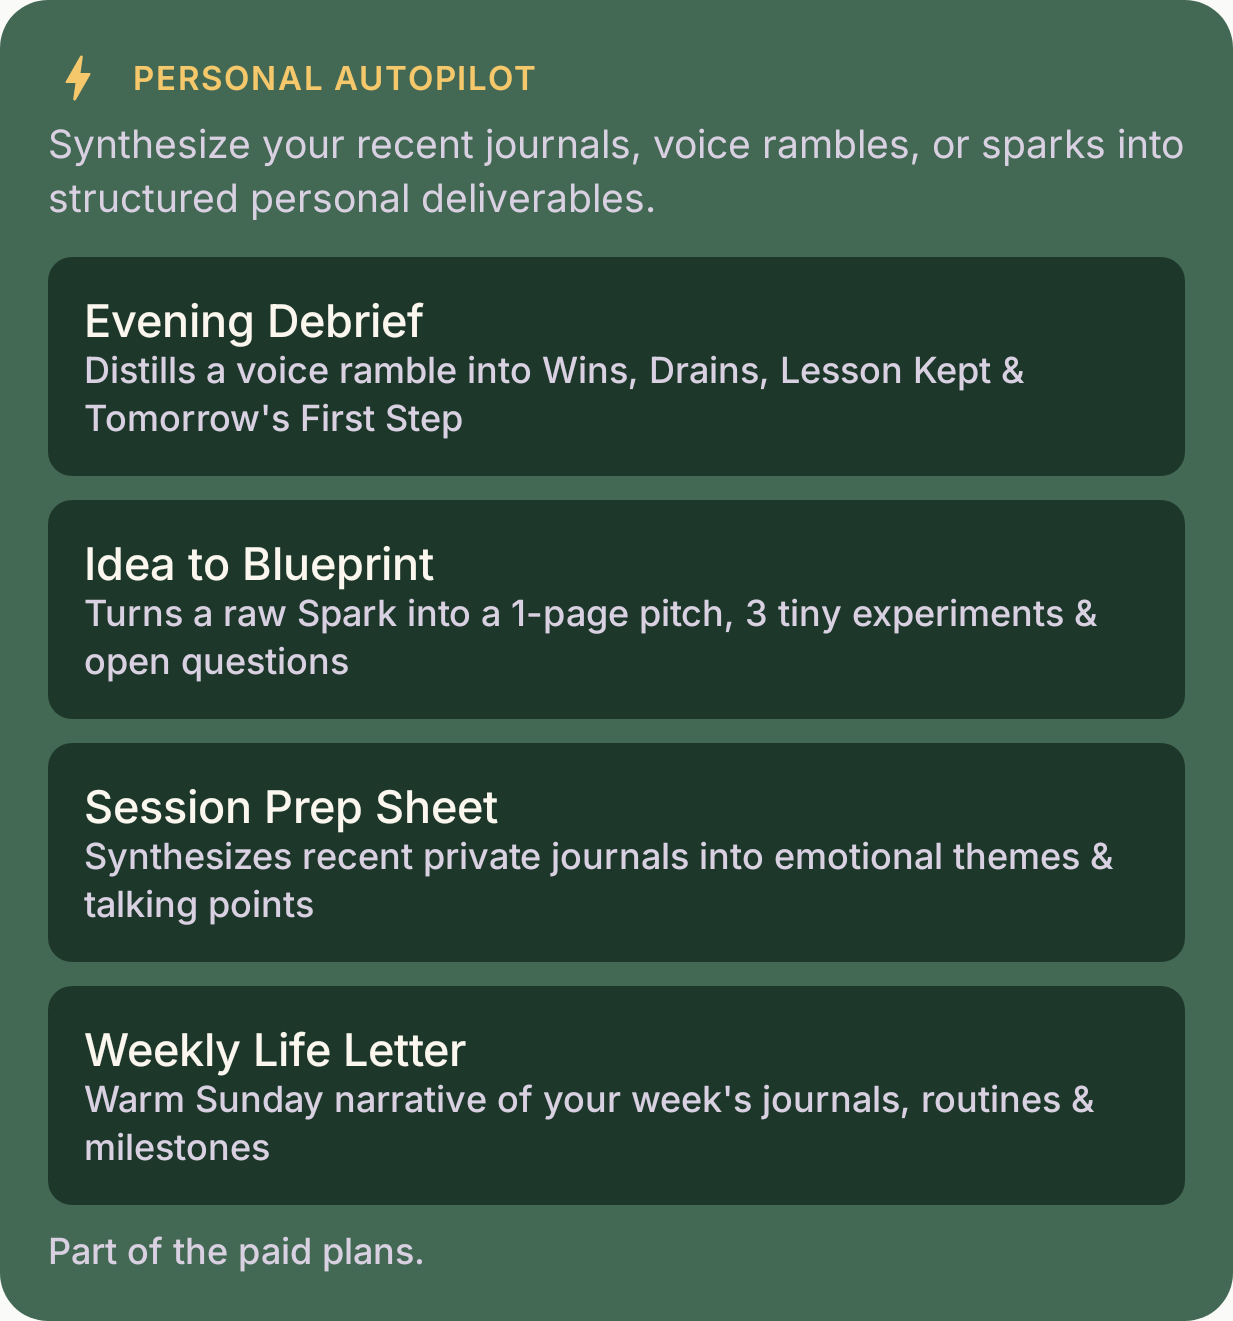 PERSONAL AUTOPILOT
Synthesize your recent journals, voice rambles, or sparks into
structured personal deliverables.
Evening Debrief
Distills a voice ramble into Wins, Drains, Lesson Kept &
Tomorrow's First Step
Idea to Blueprint
Turns a raw Spark into a 1-page pitch, 3 tiny experiments &
open questions
Session Prep Sheet
Synthesizes recent private journals into emotional themes &
talking points
Weekly Life Letter
Warm Sunday narrative of your week's journals, routines &
milestones
Part of the paid plans.